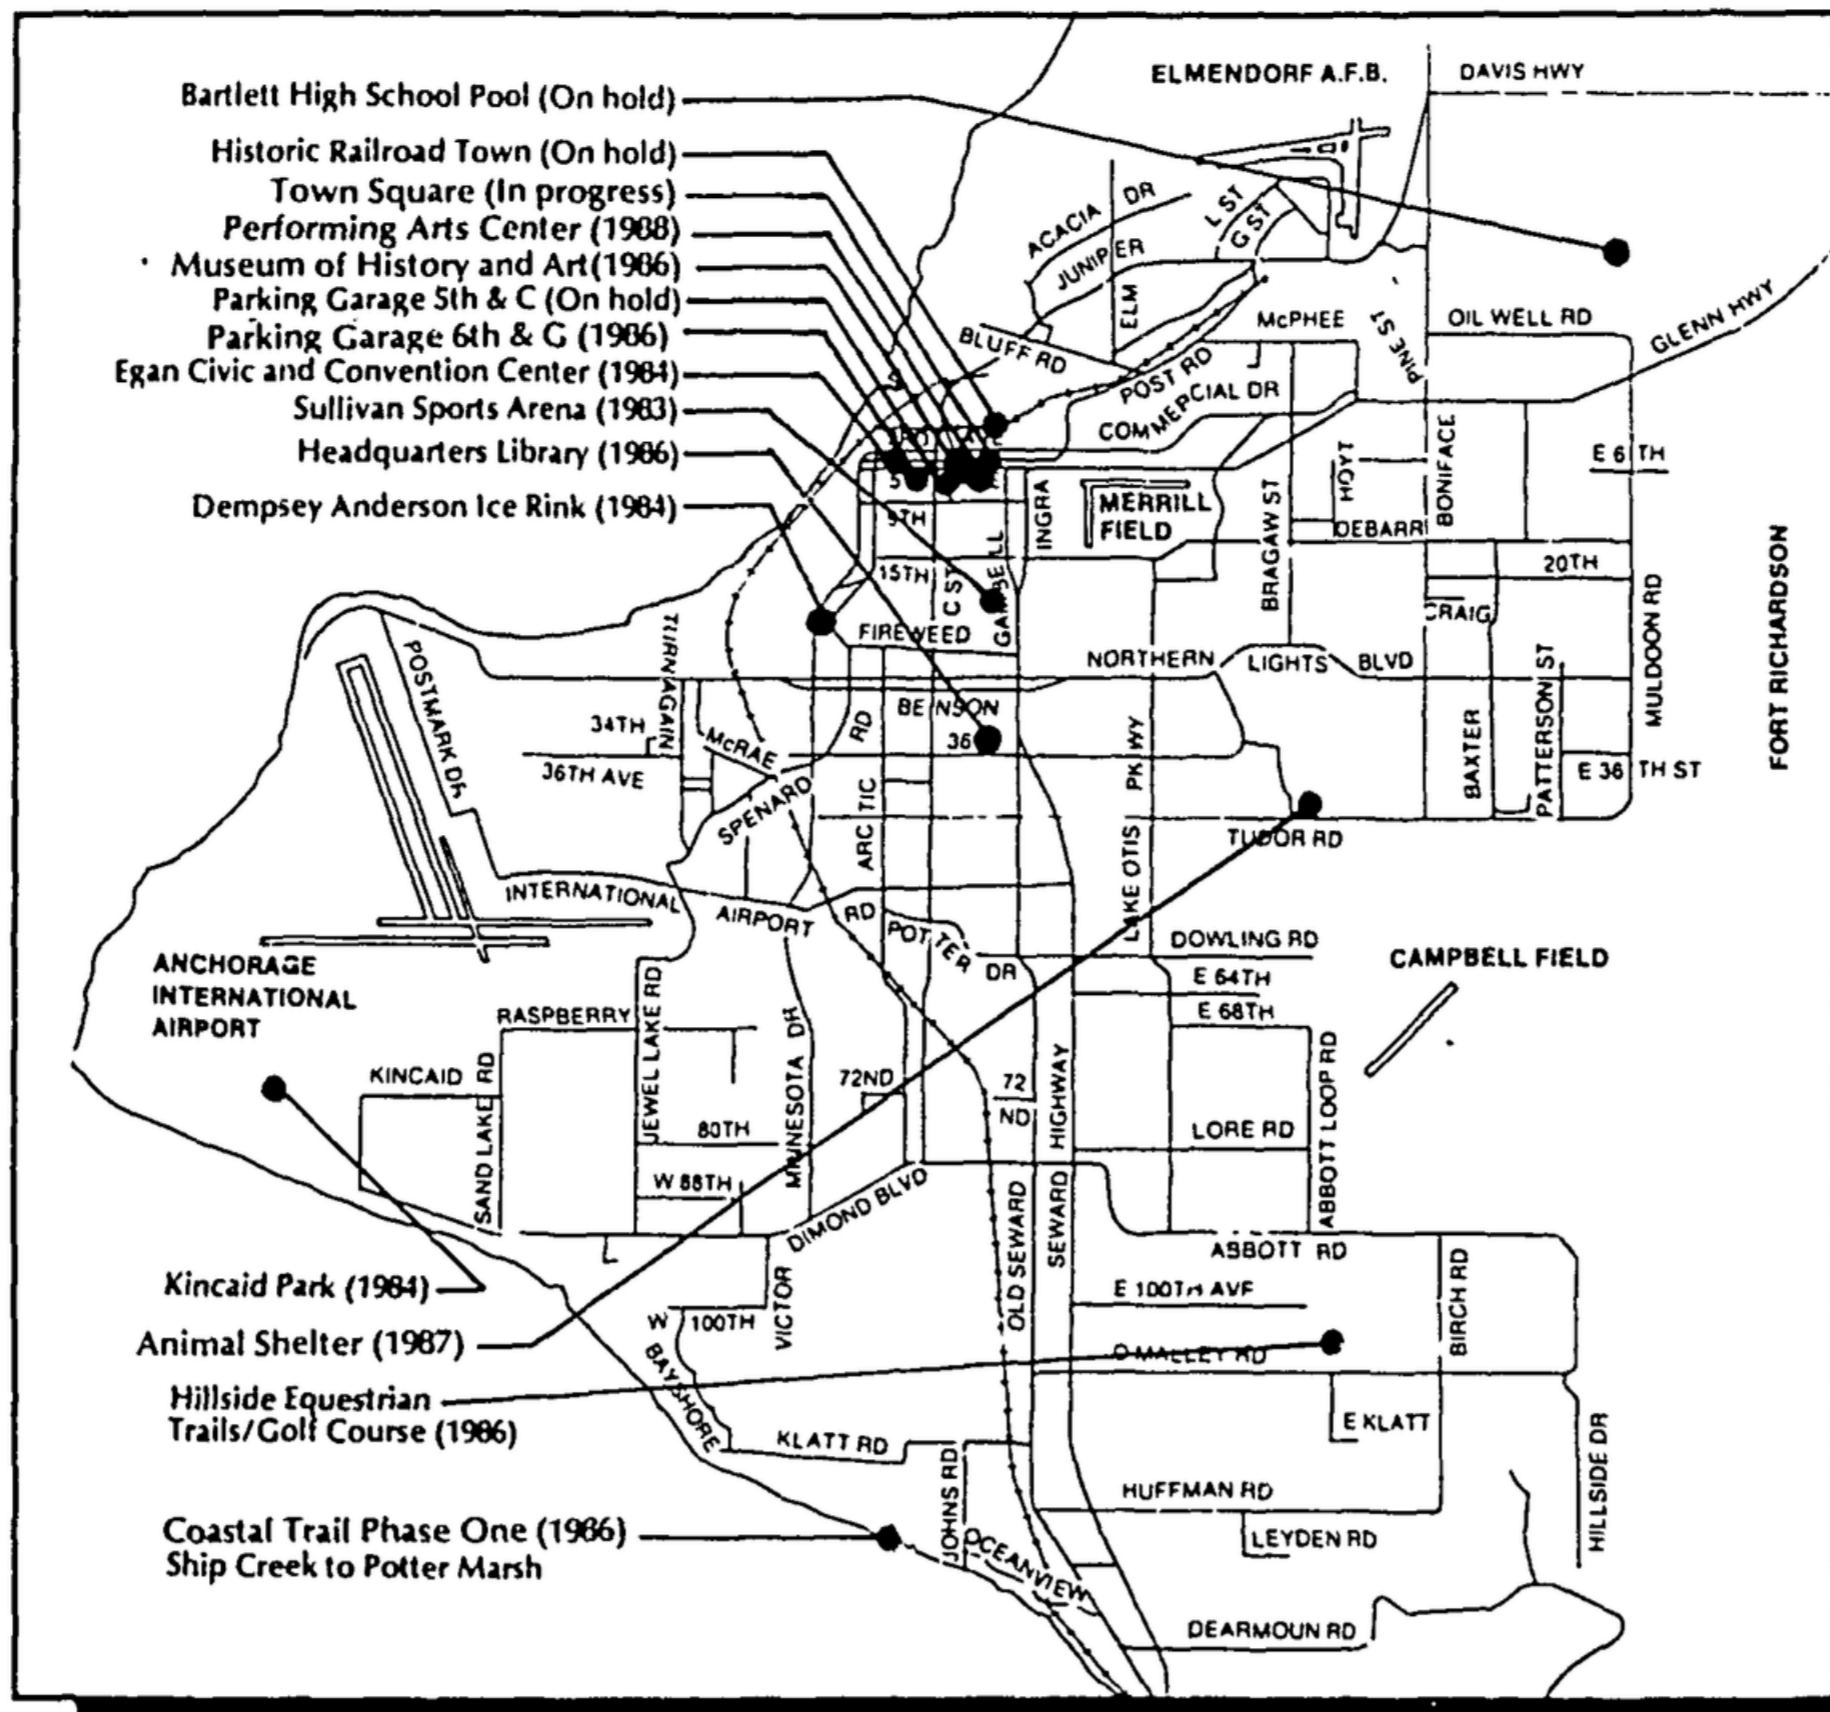 ELMENDORF A.F.B.
DAVIS HWY
Bartlett High School Pool (On hold)
Historic Railroad Town (On hold)
Town Square (In progress)
Performing Arts Center (1988)
Museum of History and Art(1986)
Parking Garage 5th & C (On hold)
Parking Garage 6th & G (1986)
Egan Civic and Convention Center (1984)
Sullivan Sports Arena (1983)
Headquarters Library (1986)
Dempsey Anderson Ice Rink (1984)
ACACIA DR
L ST
G ST
JUNIPER
ELM
BLUFF RD
McPHEE
PINE ST
OIL WELL RD
GLENN HWY
POST RD
COMMERCIAL DR
E 6 TH
HOYT
BONIFACE
MERRILL
FIELD
INGRA
BRAGAW ST
DEBARR
9TH
15TH
C ST
GAMBELL
20TH
CRAIG
FIREWEED
MULDOON RD
FORT RICHARDSON
TURNAGAIN
POSTMARK DR
NORTHERN LIGHTS BLVD
BENSON
34TH
McRAE
RD
36
36TH AVE
PK WY
BAXTER
PATTERSON ST
E 36 TH ST
SPENARD
ARCTIC
TUDOR RD
LAKE OTIS
INTERNATIONAL
AIRPORT
RD
POTTER
DR
DOWLING RD
CAMPBELL FIELD
ANCHORAGE
INTERNATIONAL
AIRPORT
E 64TH
E 68TH
RASPBERRY
JEWEL LAKE RD
MINNESOTA DR
KINCAID
SAND LAKE RD
72ND
72
ND
SEWARD HIGHWAY
ABBOTT LOOP RD
80TH
LORE RD
W 88TH
DIMOND BLVD
OLD SEWARD
ABBOTT RD
Kincaid Park (1984)
VICTOR
E 100TH AVE
BIRCH RD
W 100TH
Animal Shelter (1987)
BAYSHORE
O MALLEY RD
Hillside Equestrian
Trails/Golf Course (1986)
KLATT RD
E KLATT
HILLSIDE DR
JOHNS RD
HUFFMAN RD
Coastal Trail Phase One (1986)
Ship Creek to Potter Marsh
OCEANVIEW
LEYDEN RD
DEARMOUN RD